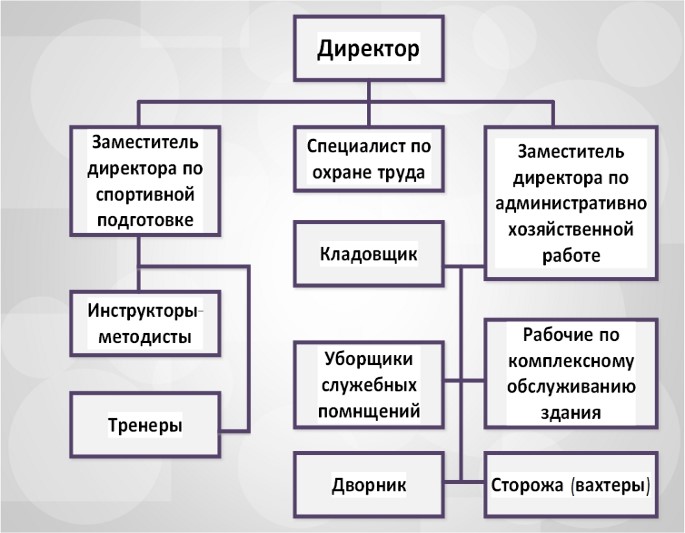 Директор
Заместитель
директора по
спортивной
подготовке
Специалист по
охране труда
Заместитель
директора по
административно
хозяйственной
работе
Кладовщик
Инструкторы-
методисты
Уборщики
служебных
помнщений
Рабочие по
комплексному
обслуживанию
здания
Тренеры
Дворник
Сторожа (вахтеры)